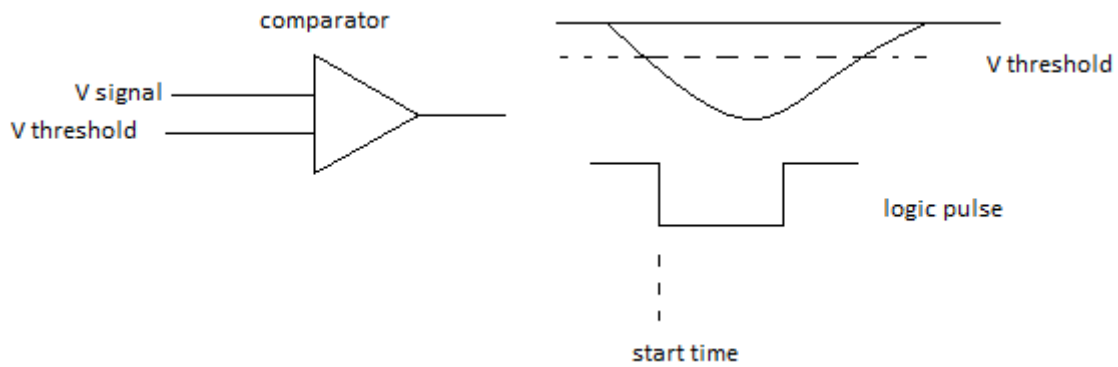 comparator
V signal
V threshold
V threshold
logic pulse
start time